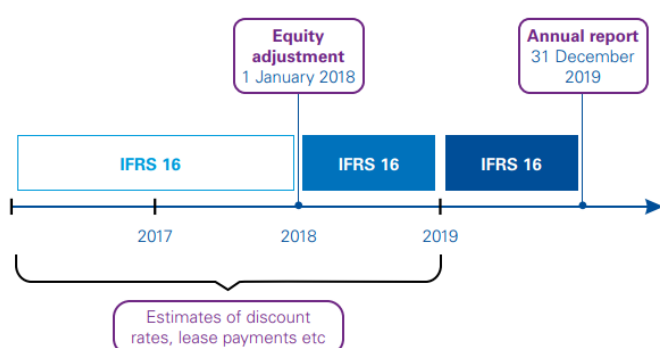 Equity
adjustment
1 January 2018
Annual report
31 December
2019
IFRS 16
IFRS 16
IFRS 16
2017
2018
2019
Estimates of discount
rates, lease payments etc